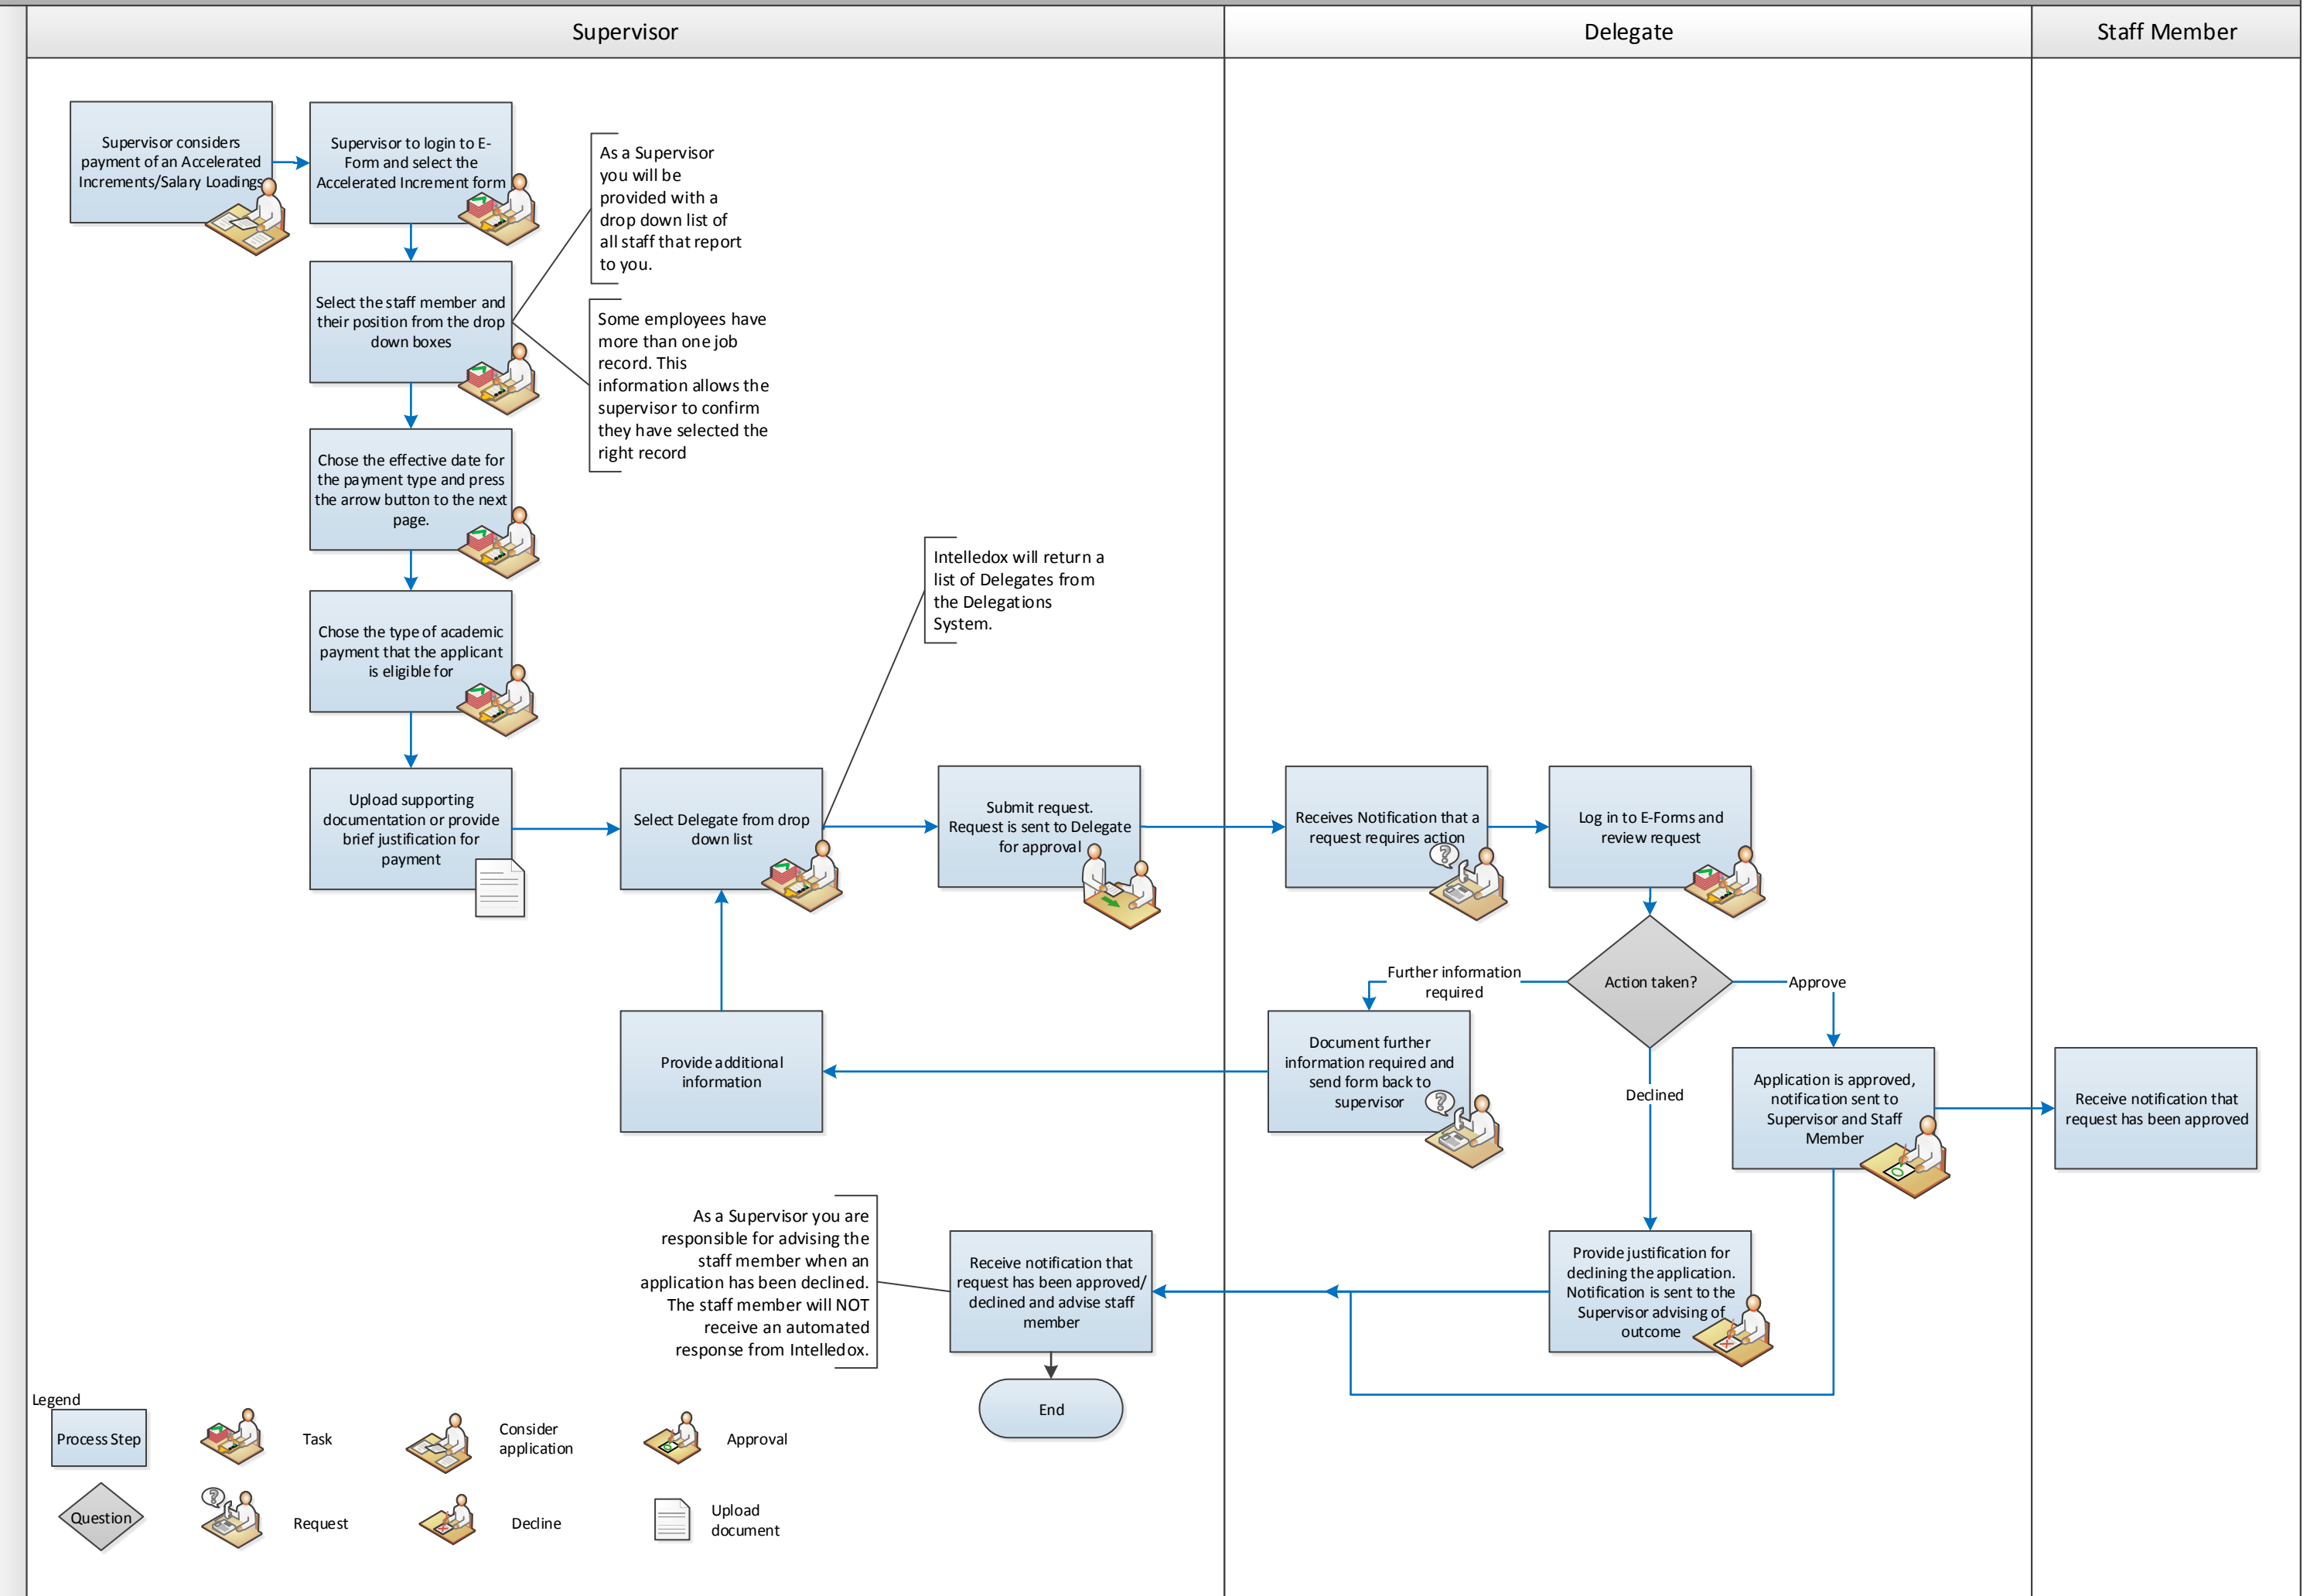 Supervisor
Delegate
Staff Member
Supervisor considers
payment of an Accelerated
Increments/Salary Loadings
Supervisor to login to E-
Form and select the
Accelerated Increment form
As a Supervisor
you will be
provided with a
drop down list of
all staff that report
to you.
Select the staff member and
their position from the drop
down boxes
Some employees have
more than one job
record. This
information allows the
supervisor to confirm
they have selected the
right record
Chose the effective date for
the payment type and press
the arrow button to the next
page.
Intelledox will return a
list of Delegates from
the Delegations
System.
Chose the type of academic
payment that the applicant
is eligible for
Upload supporting
documentation or provide
brief justification for
payment
Select Delegate from drop
down list
Submit request.
Request is sent to Delegate
for approval
Receives Notification that a
request requires action
Log in to E-Forms and
review request
Action taken?
Further information
required
Approve
Declined
Provide additional
information
Document further
information required and
send form back to
supervisor
Application is approved,
notification sent to
Supervisor and Staff
Member
Receive notification that
request has been approved
As a Supervisor you are
responsible for advising the
staff member when an
application has been declined.
The staff member will NOT
receive an automated
response from Intelledox.
Receive notification that
request has been approved/
declined and advise staff
member
Provide justification for
declining the application.
Notification is sent to the
Supervisor advising of
outcome
End
Legend
Process Step
Task
Consider
application
Approval
Question
Request
Decline
Upload
document